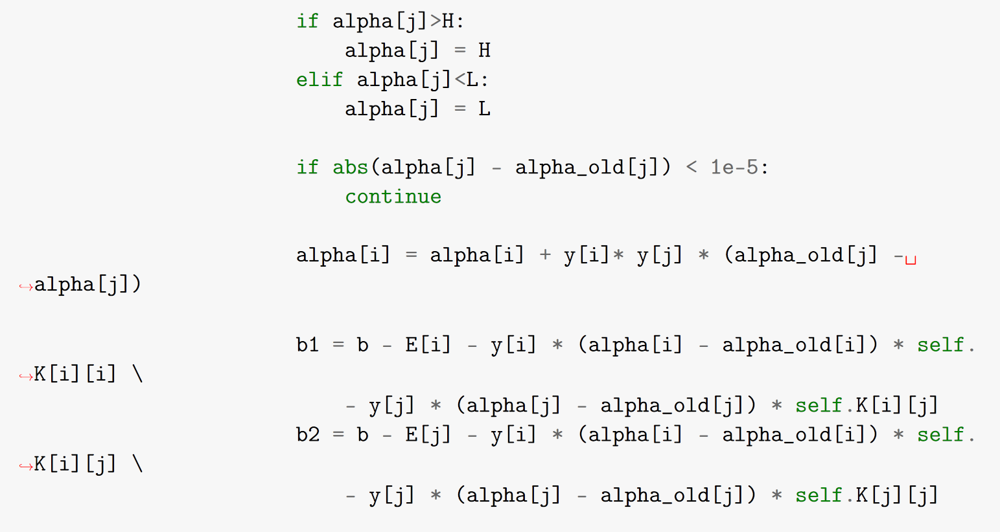 if alpha[j]>H:
alpha[j] = H
elif alpha[j]<L:
alpha[j] = L
if abs(alpha[j] - alpha_old[j]) < 1e-5:
continue
alpha[i] = alpha[i] + y[i]* y[j] * (alpha_old[j] -␣
↪alpha[j])
b1 = b - E[i] - y[i] * (alpha[i] - alpha_old[i]) * self.
↪K[i][i] \
- y[j] * (alpha[j] - alpha_old[j]) * self.K[i][j]
b2 = b - E[j] - y[i] * (alpha[i] - alpha_old[i]) * self.
↪K[i][j] \
- y[j] * (alpha[j] - alpha_old[j]) * self.K[j][j]